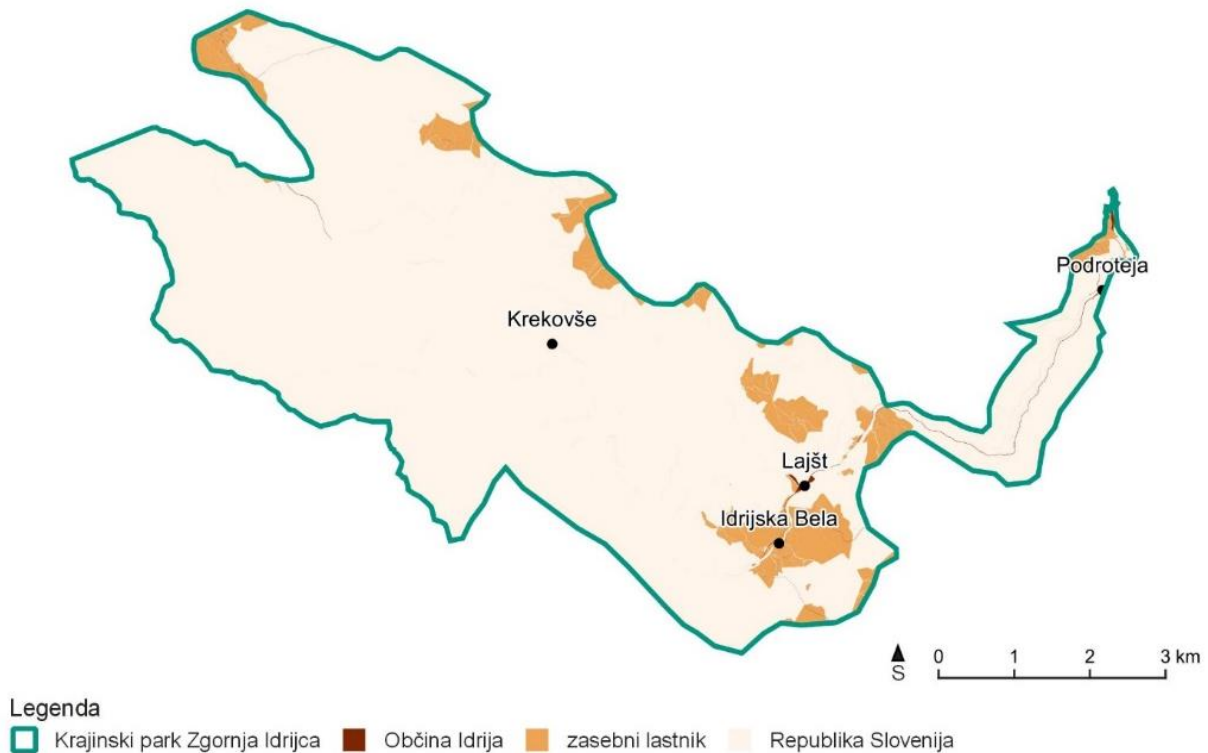 Podroteja
Krekovše
Lajšt
Idrijska Bela
S
0 1 2 3 km
Legenda
Krajinski park Zgornja Idrijca Občina Idrija zasebni lastnik Republika Slovenija